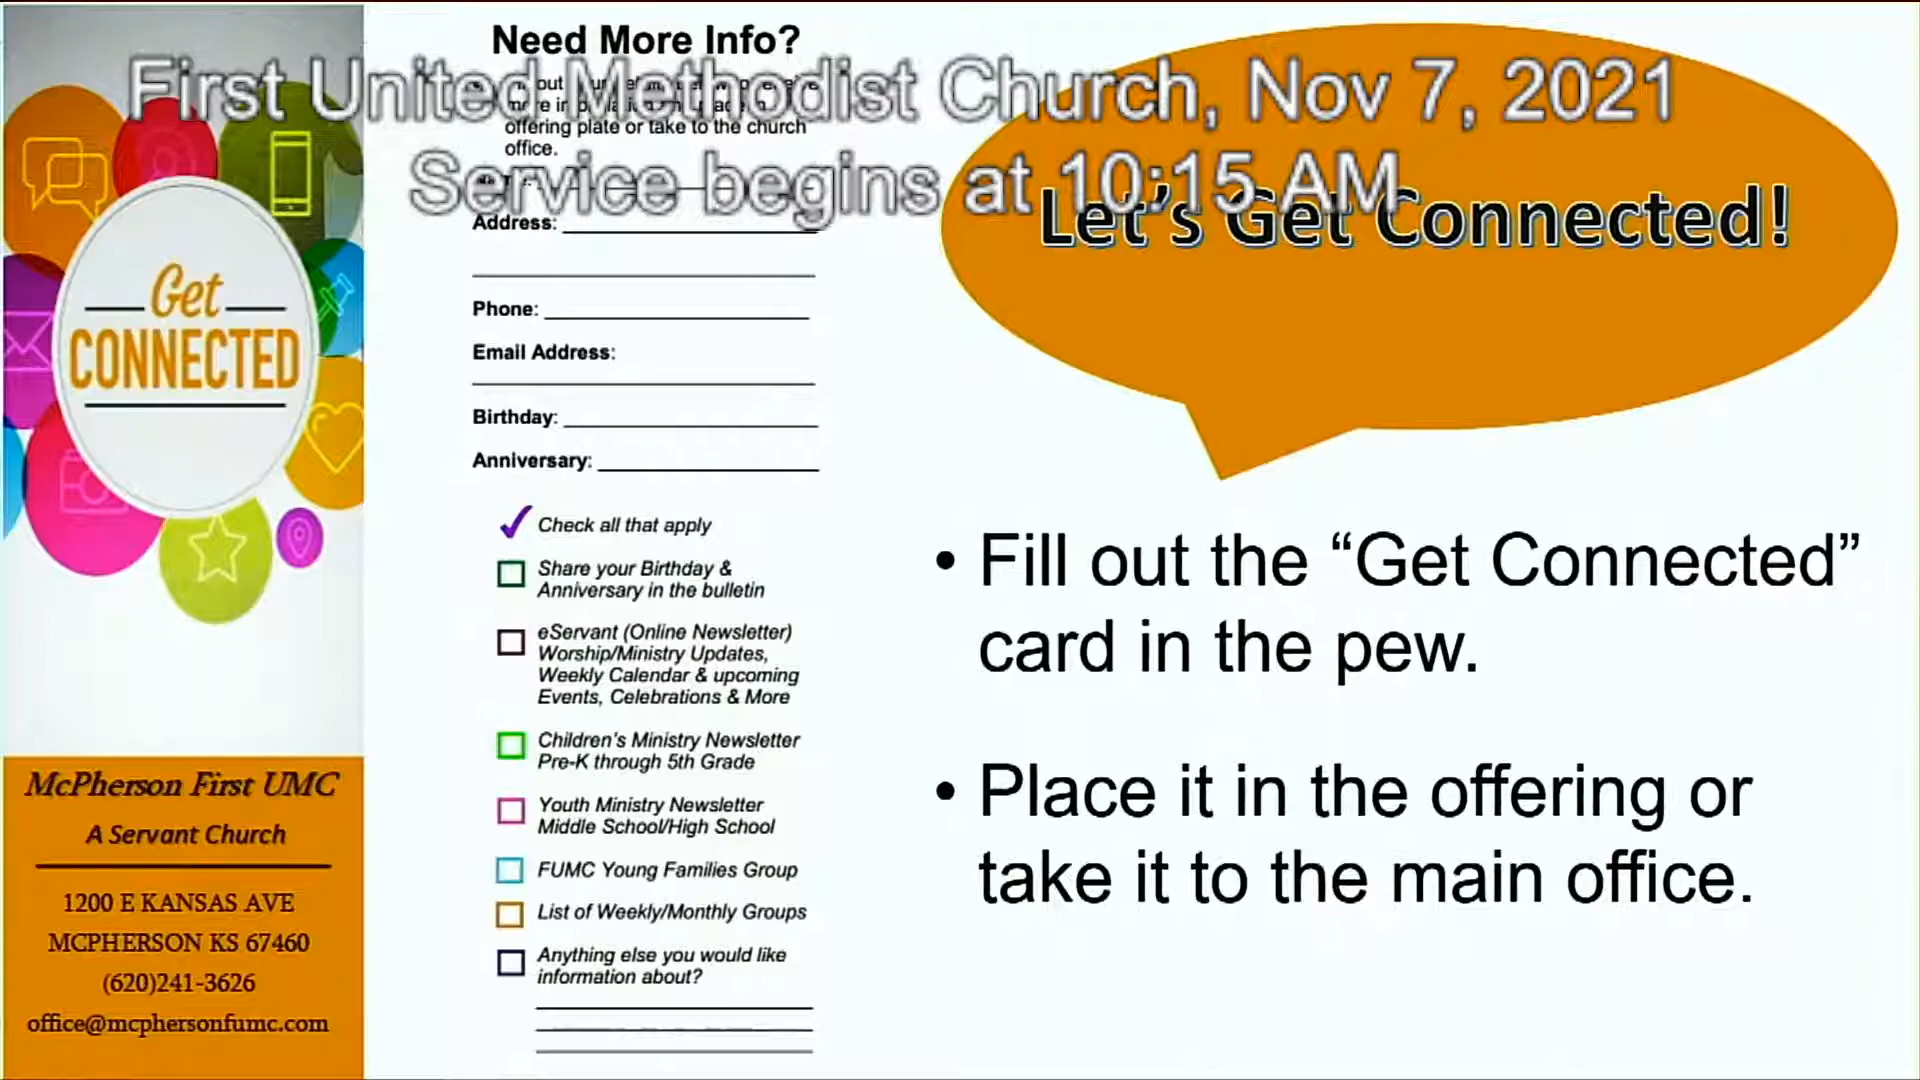 First United Methodist Church, Nov 7, 2021
Service begins at 10:15 AM
Get
CONNECTED
McPherson First UMC
A Servant Church
1200 E KANSAS AVE
MCPHERSON KS 67460
(620)241-3626
office@mcphersonfumc.com
Need More Info?
out
offering plate or take to the church
office.
Address:
Phone:
Email Address:
Birthday:
Anniversary:
Check all that apply
Share your Birthday &
Anniversary in the bulletin
eServant (Online Newsletter)
Worship/Ministry Updates,
Weekly Calendar & upcoming
Events, Celebrations & More
Children's Ministry Newsletter
Pre-K through 5th Grade
Youth Ministry Newsletter
Middle School/High School
FUMC Young Families Group
List of Weekly/Monthly Groups
Anything else you would like
information about?
Let's Get Connected!
• Fill out the “Get Connected”
card in the pew.
• Place it in the offering or
take it to the main office.